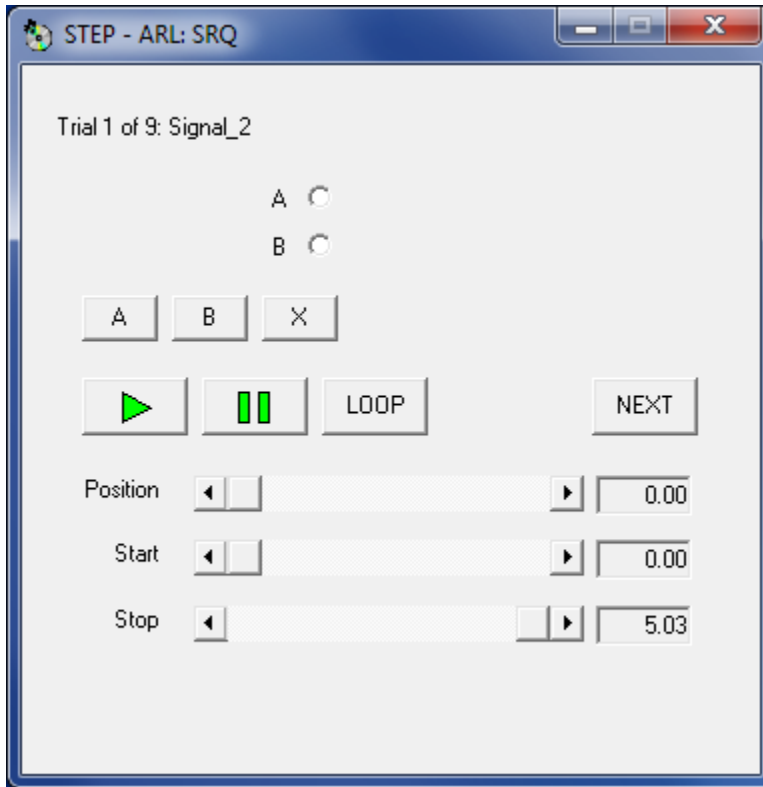 STEP - ARL: SRQ
Trial 1 of 9: Signal_2
A
B
A B X
LOOP NEXT
Position 0.00
Start 0.00
Stop 5.03